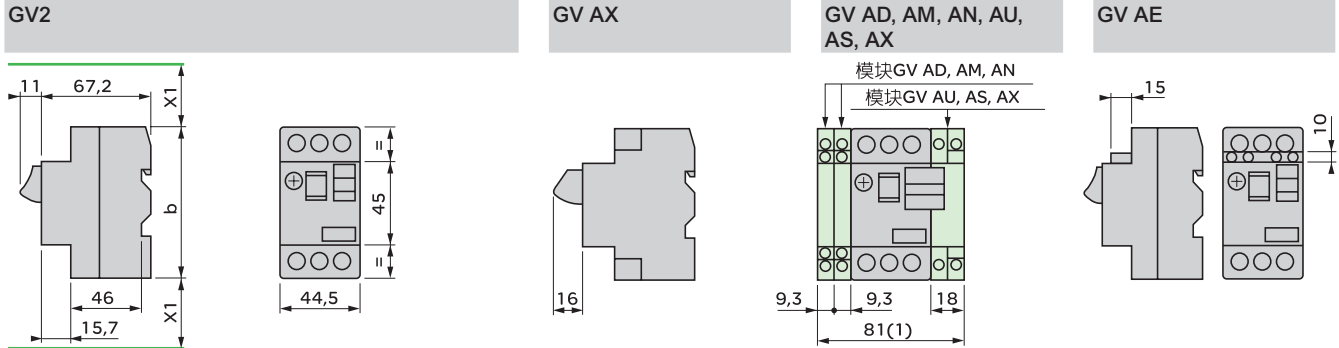 GV2
GV AX
GV AD, AM, AN, AU,
AS, AX
GV AE
模块GV AD, AM, AN
模块GV AU, AS, AX
11
67,2
X1
b
46
15,7
X1
=
45
=
44,5
16
9,3
9,3
18
81(1)
15
10